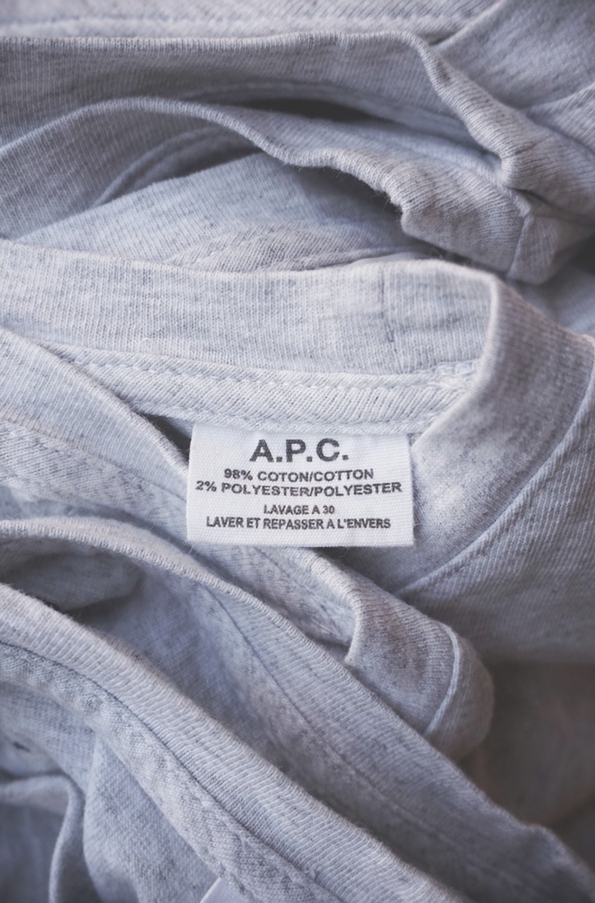 A.P.C.
98% COTON/COTTON
2% POLYESTER/POLYESTER
LAVAGE A 30
LAVER ET REPASSER A L'ENVERS